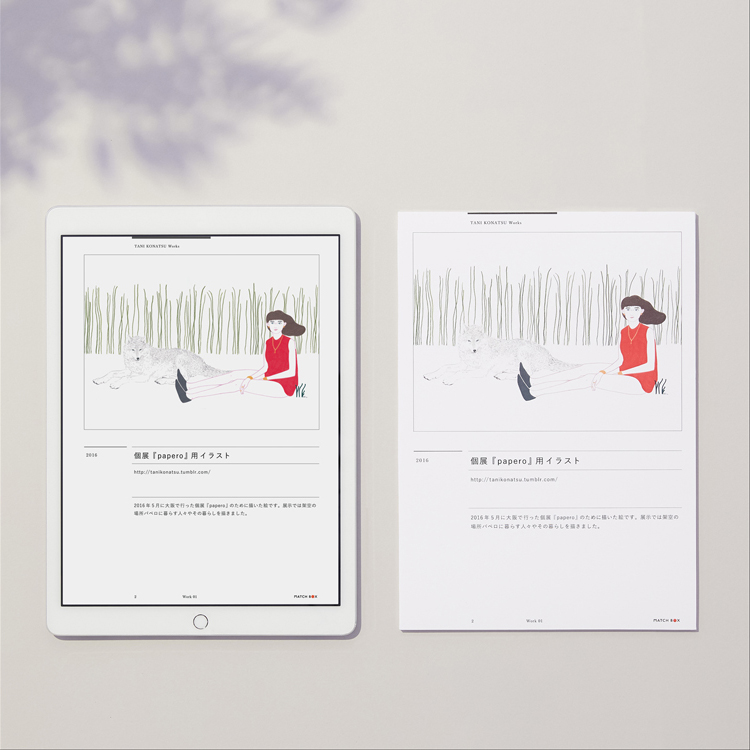 TANI KONATSU Works
2016
個展『papero』用イラスト
http://tanikonatsu.tumblr.com/
2016年5月に大阪で行った個展『papero』のために描いた絵です。展示では架空の
場所パペロに暮らす人々やその暮らしを描きました。
2
Work 01
MATCH BOX
TANI KONATSU Works
2016
個展『papero』用イラスト
http://tanikonatsu.tumblr.com/
2016年5月に大阪で行った個展『papero』のために描いた絵です。展示では架空の
場所パペロに暮らす人々やその暮らしを描きました。
2
Work 01
MATCH BOX